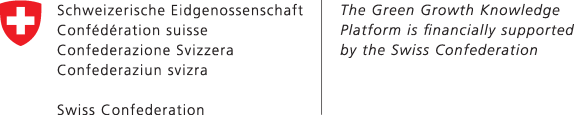 Schweizerische Eidgenossenschaft
Confédération suisse
Confederazione Svizzera
Confederaziun svizra
Swiss Confederation
The Green Growth Knowledge
Platform is financially supported
by the Swiss Confederation